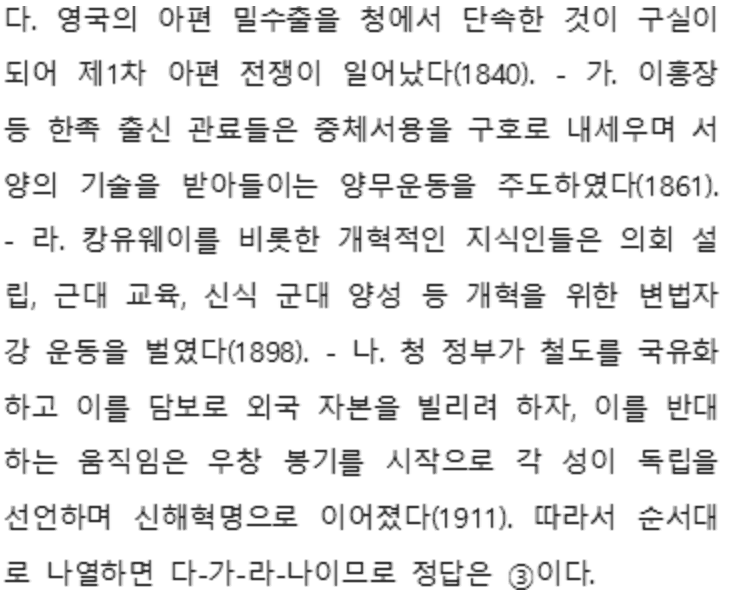 다. 영국의 아편 밀수출을 청에서 단속한 것이 구실이
되어 제1차 아편 전쟁이 일어났다(1840). - 가. 이홍장
등 한족 출신 관료들은 중체서용을 구호로 내세우며 서
양의 기술을 받아들이는 양무운동을 주도하였다(1861).
- 라. 캉유웨이를 비롯한 개혁적인 지식인들은 의회 설
립, 근대 교육, 신식 군대 양성 등 개혁을 위한 변법자
강 운동을 벌였다(1898). - 나. 청 정부가 철도를 국유화
하고 이를 담보로 외국 자본을 빌리려 하자, 이를 반대
하는 움직임은 우창 봉기를 시작으로 각 성이 독립을
선언하며 신해혁명으로 이어졌다(1911). 따라서 순서대
로 나열하면 다-가-라-나이므로 정답은 ③이다.